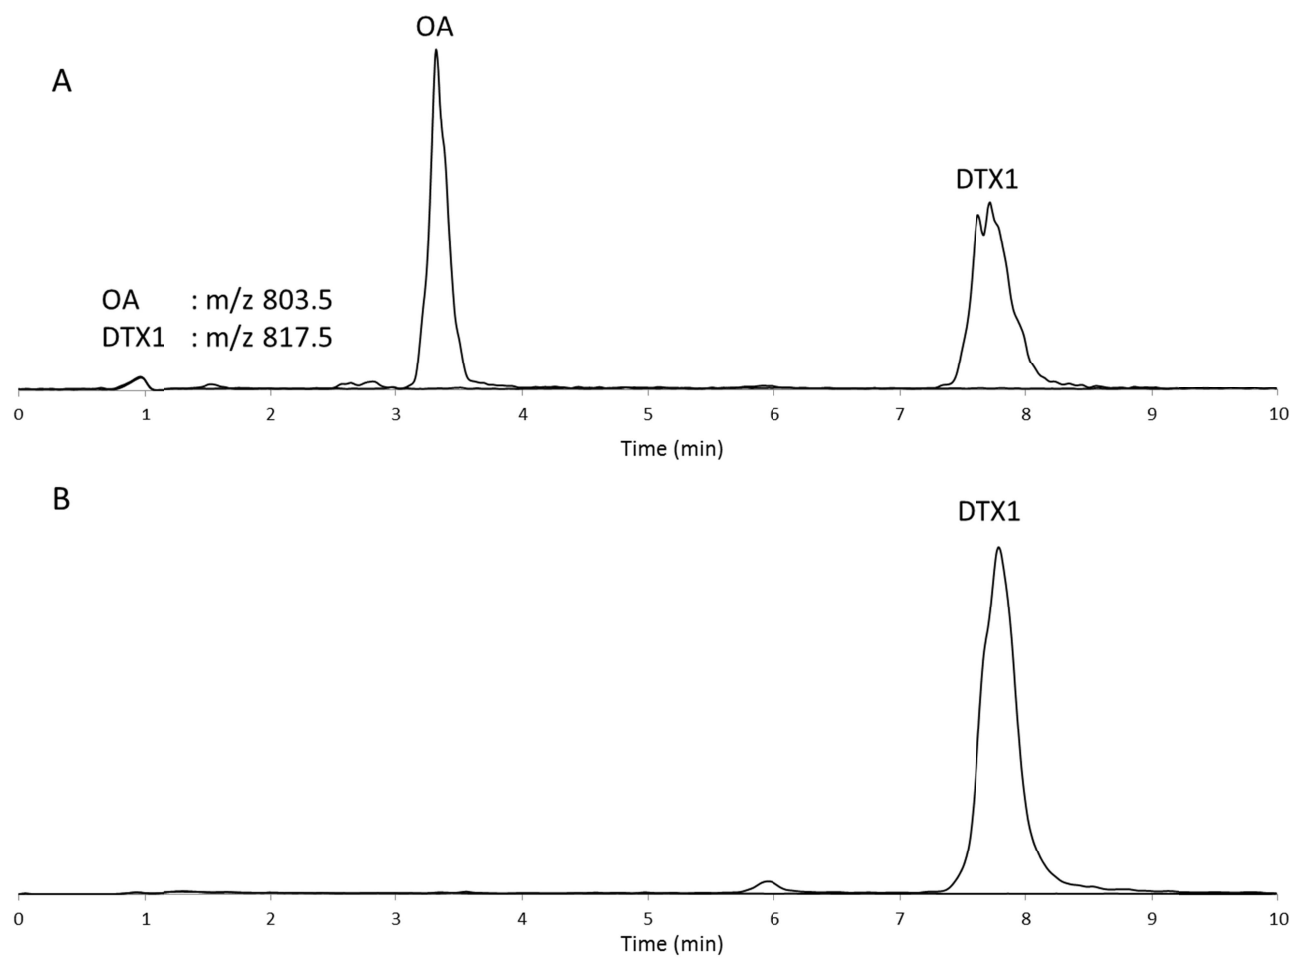 OA
A
DTX1
OA : m/z 803.5
DTX1 : m/z 817.5
0 1 2 3 4 5 6 7 8 9 10
Time (min)
B
DTX1
0 1 2 3 4 5 6 7 8 9 10
Time (min)